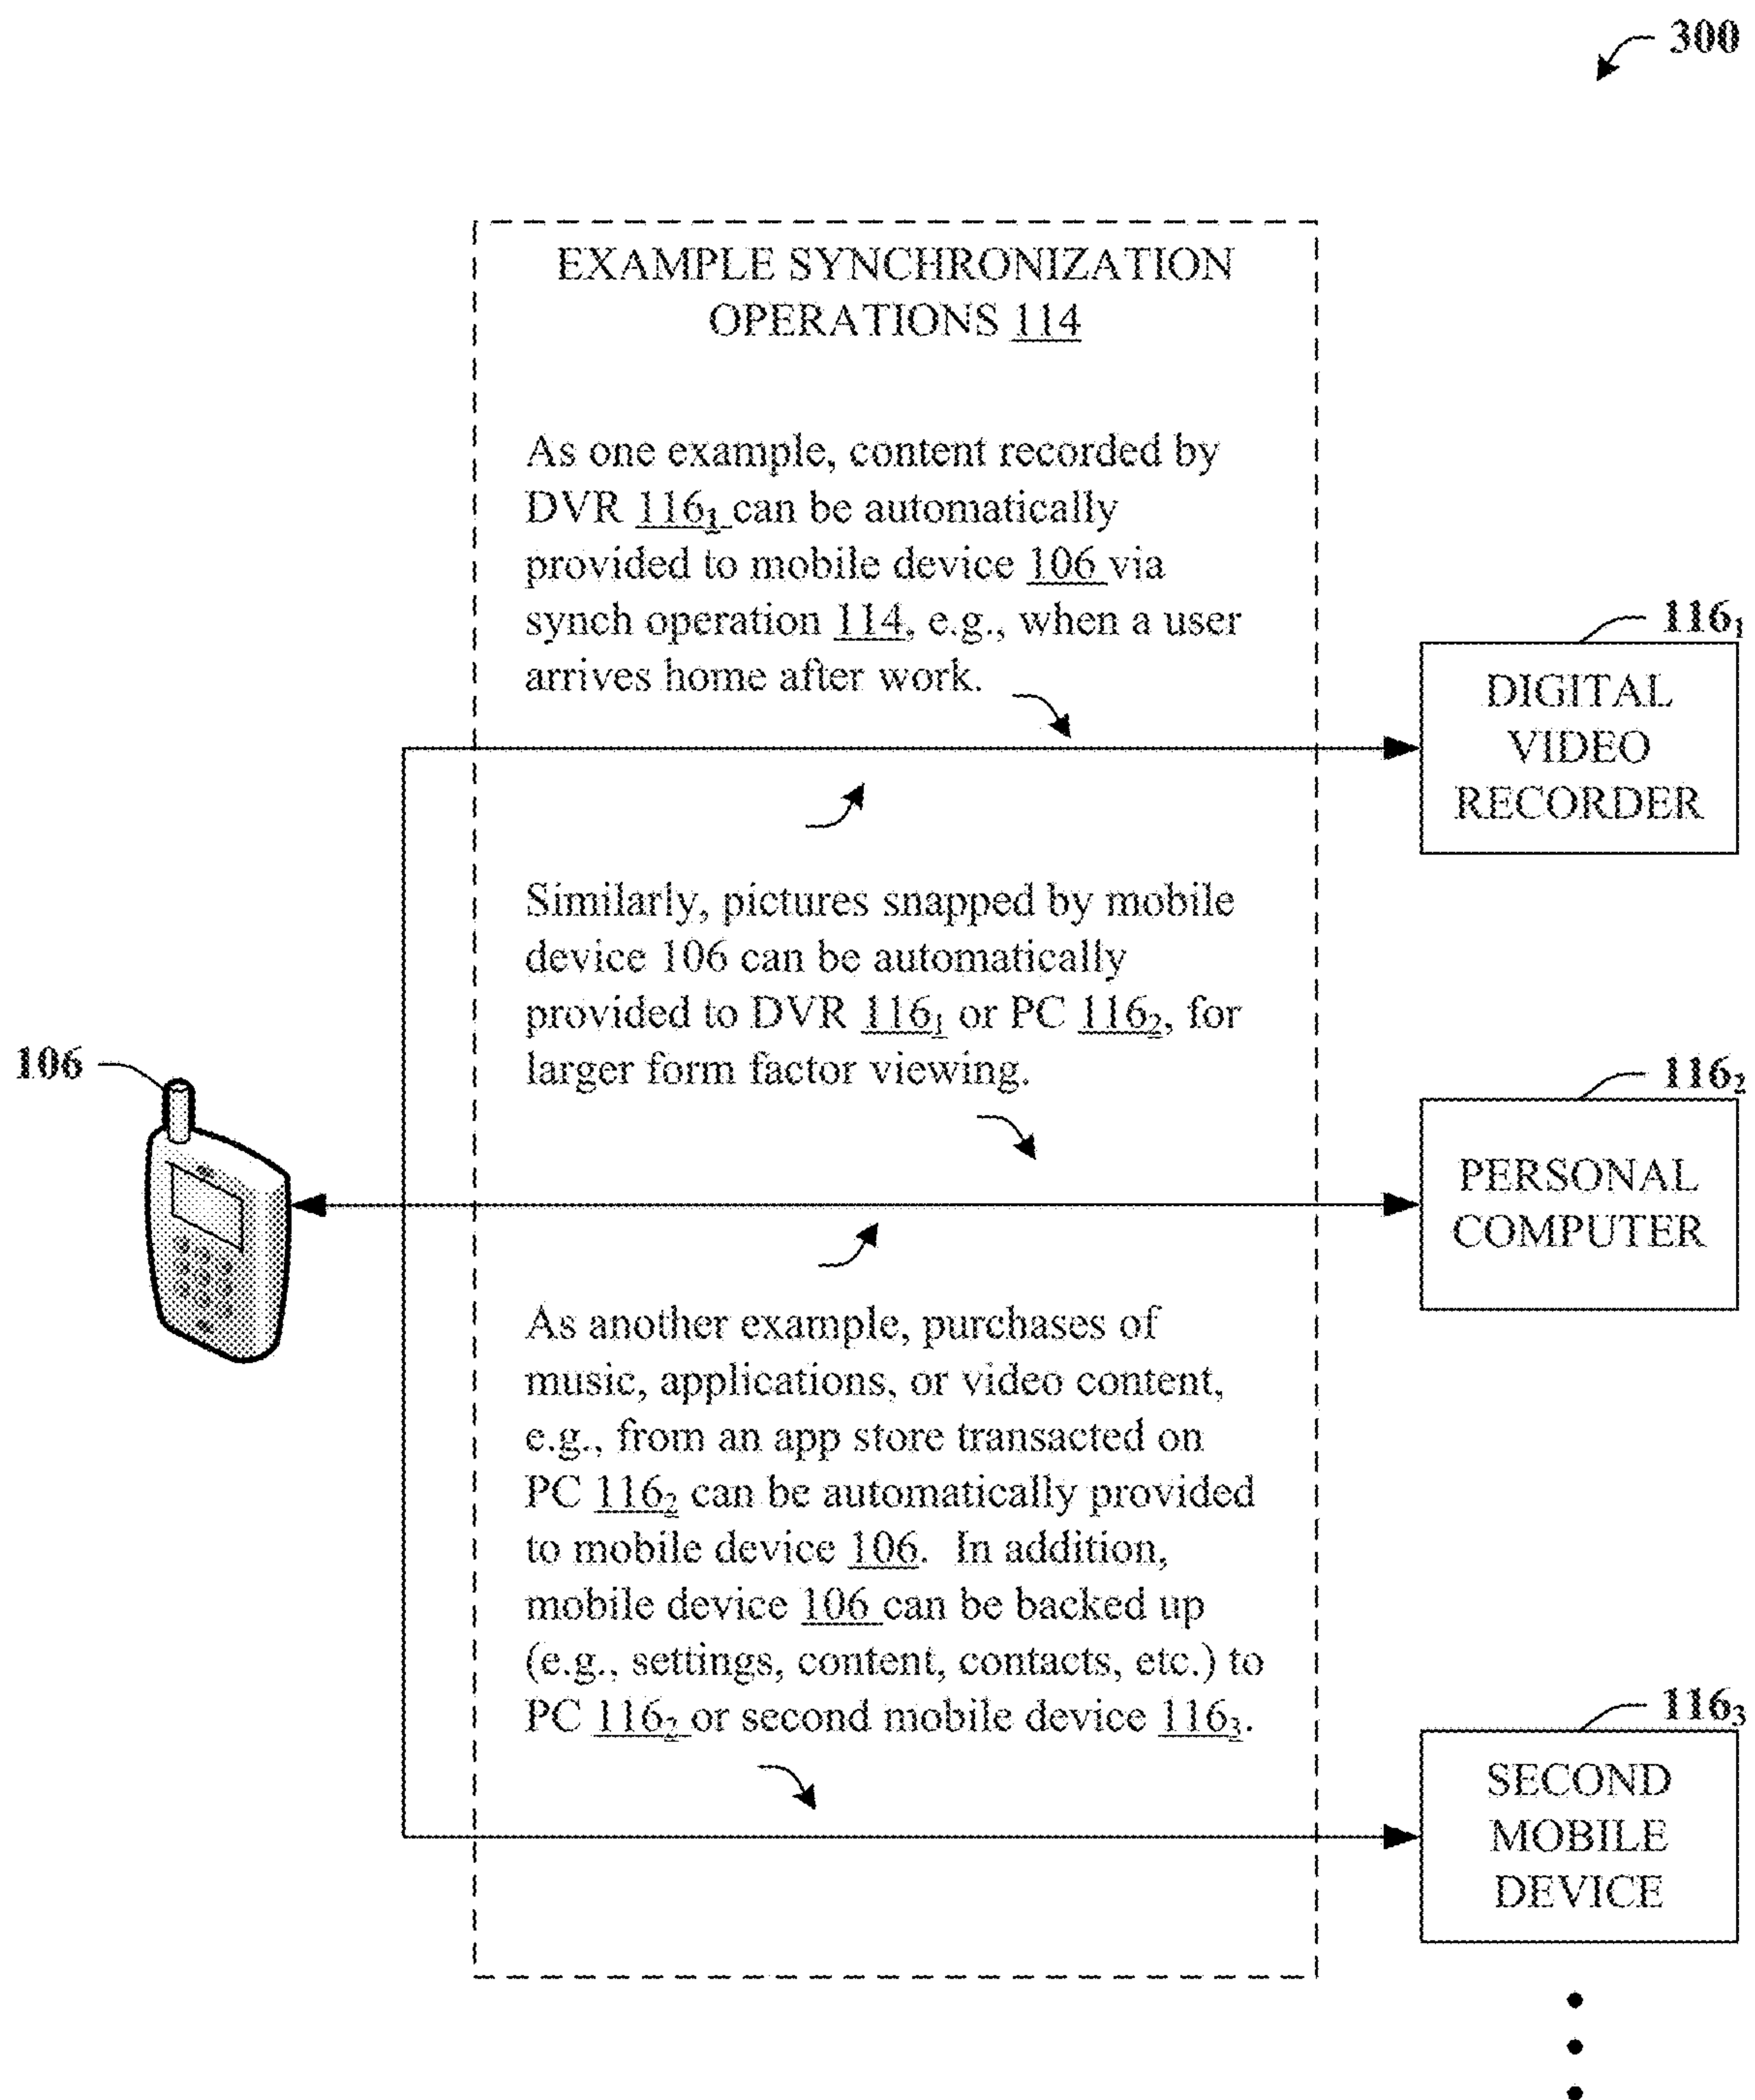 300
EXAMPLE SYNCHRONIZATION
OPERATIONS 114
As one example, content recorded by
DVR 116₁ can be automatically
provided to mobile device 106 via
synch operation 114, e.g., when a user
arrives home after work.
116₁
DIGITAL
VIDEO
RECORDER
Similarly, pictures snapped by mobile
device 106 can be automatically
provided to DVR 116₁ or PC 116₂, for
larger form factor viewing.
106
116₂
PERSONAL
COMPUTER
As another example, purchases of
music, applications, or video content,
e.g., from an app store transacted on
PC 116₂ can be automatically provided
to mobile device 106. In addition,
mobile device 106 can be backed up
(e.g., settings, content, contacts, etc.) to
PC 116₂ or second mobile device 116₃.
116₃
SECOND
MOBILE
DEVICE